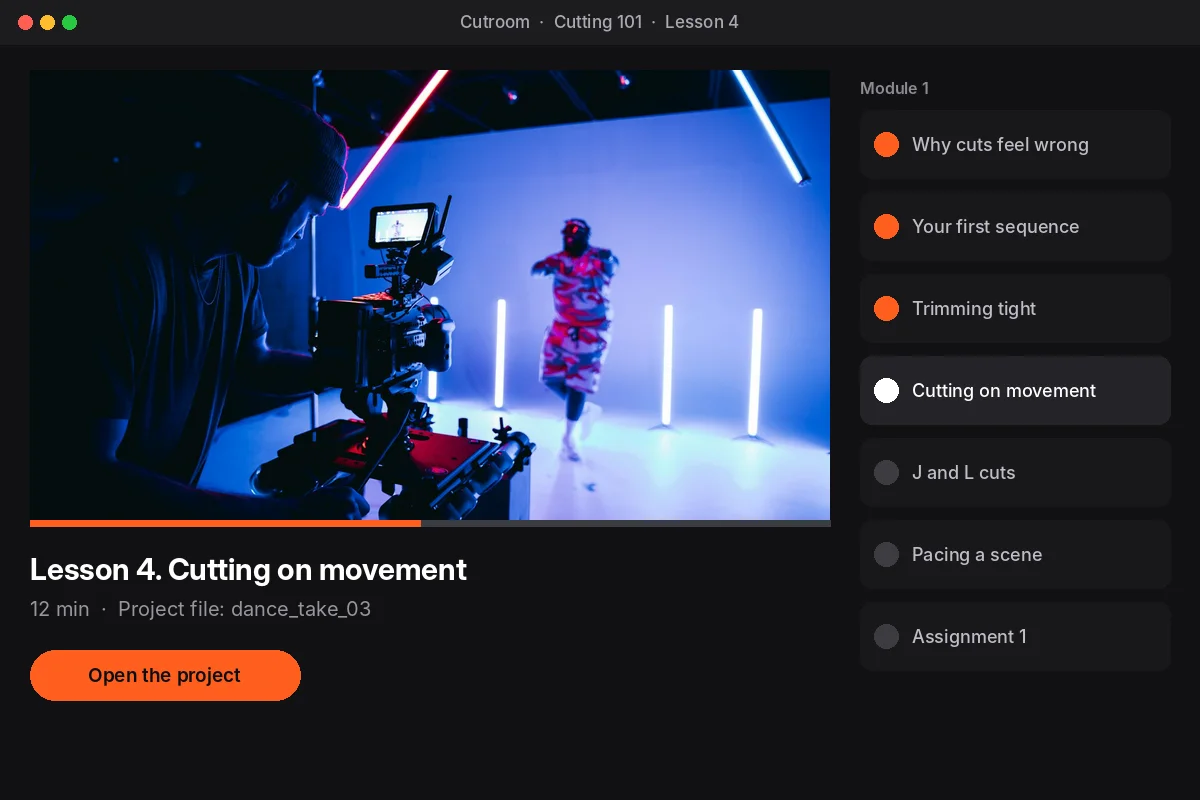 Cutroom · Cutting 101 · Lesson 4
Module 1
Why cuts feel wrong
Your first sequence
Trimming tight
Cutting on movement
J and L cuts
Pacing a scene
Assignment 1
Lesson 4. Cutting on movement
12 min · Project file: dance_take_03
Open the project